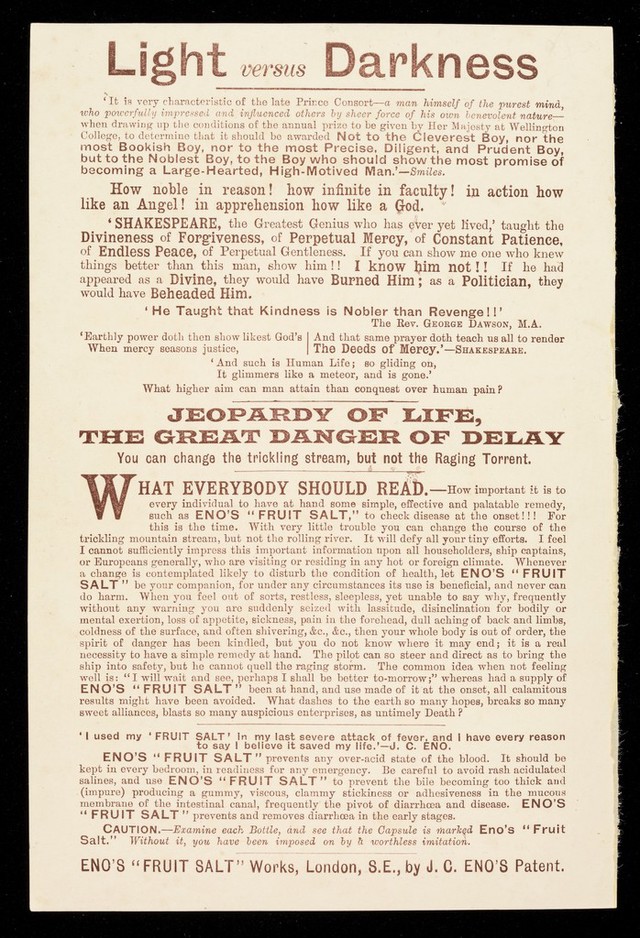 Light versus Darkness
'It is very characteristic of the late Prince Consort—a man himself of the purest mind,
who powerfully impressed and influenced others by sheer force of his own benevolent nature—
when drawing up the conditions of the annual prize to be given by Her Majesty at Wellington
College, to determine that it should be awarded Not to the Cleverest Boy, nor the
most Bookish Boy, nor to the most Precise, Diligent, and Prudent Boy,
but to the Noblest Boy, to the Boy who should show the most promise of
becoming a Large-Hearted, High-Motived Man.'—Smiles.
How noble in reason! how infinite in faculty! in action how
like an Angel! in apprehension how like a God.
'SHAKESPEARE, the Greatest Genius who has ever yet lived,' taught the
Divineness of Forgiveness, of Perpetual Mercy, of Constant Patience,
of Endless Peace, of Perpetual Gentleness. If you can show me one who knew
things better than this man, show him!! I know him not!! If he had
appeared as a Divine, they would have Burned Him; as a Politician, they
would have Beheaded Him.
'He Taught that Kindness is Nobler than Revenge!!'
The Rev. George Dawson, M.A.
'Earthly power doth then show likest God's
When mercy seasons justice,
And that same prayer doth teach us all to render
The Deeds of Mercy.'—Shakespeare.
'And such is Human Life; so gliding on,
It glimmers like a meteor, and is gone.'
What higher aim can man attain than conquest over human pain?
JEOPARDY OF LIFE,
THE GREAT DANGER OF DELAY
You can change the trickling stream, but not the Raging Torrent.
WHAT EVERYBODY SHOULD READ.—How important it is to
every individual to have at hand some simple, effective and palatable remedy,
such as ENO'S "FRUIT SALT," to check disease at the onset!!! For
this is the time. With very little trouble you can change the course of the
trickling mountain stream, but not the rolling river. It will defy all your tiny efforts. I feel
I cannot sufficiently impress this important information upon all householders, ship captains,
or Europeans generally, who are visiting or residing in any hot or foreign climate. Whenever
a change is contemplated likely to disturb the condition of health, let ENO'S "FRUIT
SALT" be your companion, for under any circumstances its use is beneficial, and never can
do harm. When you feel out of sorts, restless, sleepless, yet unable to say why, frequently
without any warning you are suddenly seized with lassitude, disinclination for bodily or
mental exertion, loss of appetite, sickness, pain in the forehead, dull aching of back and limbs,
coldness of the surface, and often shivering, &c., &c., then your whole body is out of order, the
spirit of danger has been kindled, but you do not know where it may end; it is a real
necessity to have a simple remedy at hand. The pilot can so steer and direct as to bring the
ship into safety, but he cannot quell the raging storm. The common idea when not feeling
well is: "I will wait and see, perhaps I shall be better to-morrow;" whereas had a supply of
ENO'S "FRUIT SALT" been at hand, and use made of it at the onset, all calamitous
results might have been avoided. What dashes to the earth so many hopes, breaks so many
sweet alliances, blasts so many auspicious enterprises, as untimely Death?
'I used my 'FRUIT SALT' in my last severe attack of fever, and I have every reason
to say I believe it saved my life.'—J. C. ENO.
ENO'S "FRUIT SALT" prevents any over-acid state of the blood. It should be
kept in every bedroom, in readiness for any emergency. Be careful to avoid rash acidulated
salines, and use ENO'S "FRUIT SALT" to prevent the bile becoming too thick and
(impure) producing a gummy, viscous, clammy stickiness or adhesiveness in the mucous
membrane of the intestinal canal, frequently the pivot of diarrhœa and disease. ENO'S
"FRUIT SALT" prevents and removes diarrhœa in the early stages.
Caution.—Examine each Bottle, and see that the Capsule is marked Eno's "Fruit
Salt." Without it, you have been imposed on by a worthless imitation.
ENO'S "FRUIT SALT" Works, London, S.E., by J. C. ENO'S Patent.